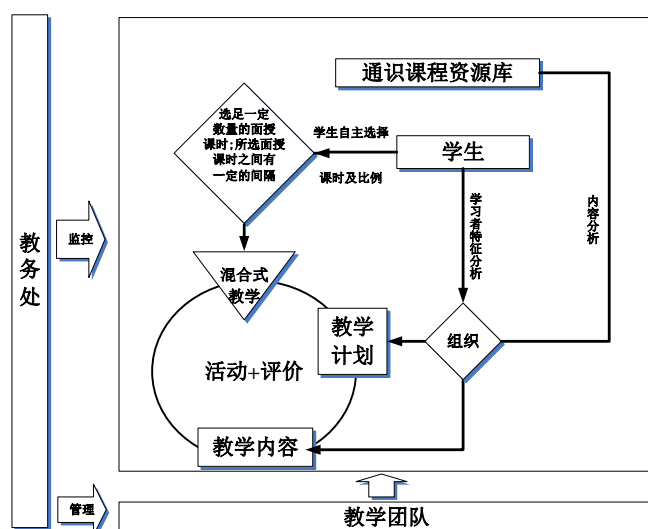 通识课程资源库
选足一定
数量的面授
课时;所选面授
课时之间有
一定的间隔
学生自主选择
课时及比例
学生
学习者特征分析
内容分析
教务处
监控
混合式
教学
教学
计划
组织
活动+评价
教学内容
管理
教学团队